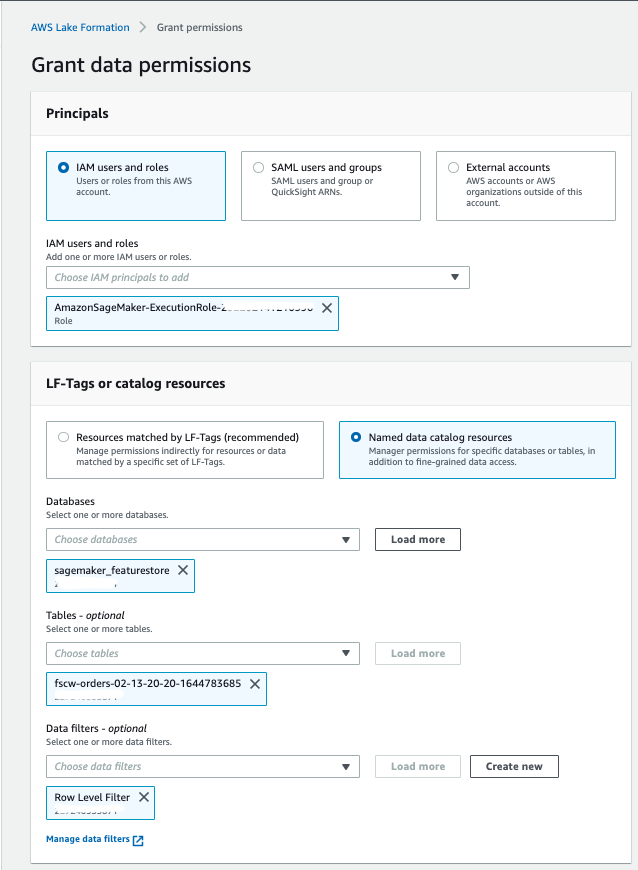 AWS Lake Formation > Grant permissions
Grant data permissions
Principals
IAM users and roles
Users or roles from this AWS
account.
SAML users and groups
SAML users and group or
QuickSight ARNs.
External accounts
AWS accounts or AWS
organizations outside of this
account.
IAM users and roles
Add one or more IAM users or roles.
Choose IAM principals to add
AmazonSageMaker-ExecutionRole-
Role
LF-Tags or catalog resources
Resources matched by LF-Tags (recommended)
Manage permissions indirectly for resources or data
matched by a specific set of LF-Tags.
Named data catalog resources
Manager permissions for specific databases or tables, in
addition to fine-grained data access.
Databases
Select one or more databases.
Choose databases
Load more
sagemaker_featurestore
Tables - optional
Select one or more tables.
Choose tables
Load more
fscw-orders-02-13-20-20-1644783685
Data filters - optional
Select one or more data filters.
Choose data filters
Load more
Create new
Row Level Filter
Manage data filters